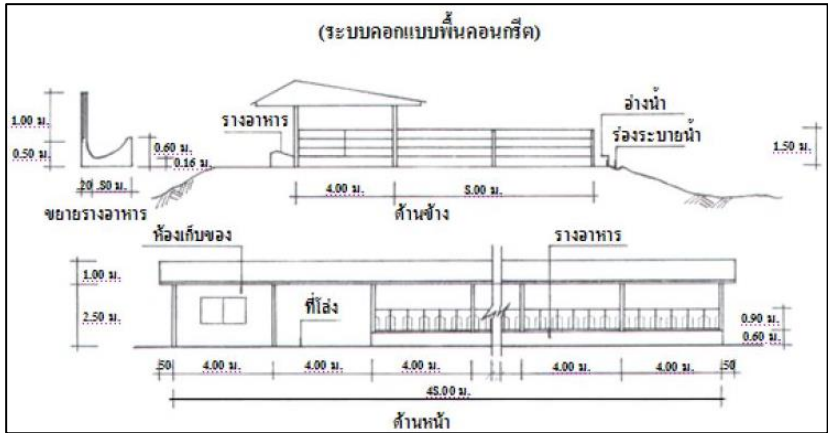 (ระบบคอกแบบพื้นคอนกรีต)
อ่างน้ำ
รางอาหาร
ร่องระบายน้ำ
1.00 ม.
0.50 ม.
0.60 ม.
0.16 ม.
1.50 ม.
.20 .80 ม.
4.00 ม.
8.00 ม.
ขยายรางอาหาร
ด้านข้าง
ห้องเก็บของ
รางอาหาร
1.00 ม.
ที่โล่ง
2.50 ม.
0.90 ม.
0.60 ม.
.50 4.00 ม. 4.00 ม. 4.00 ม. 4.00 ม. 4.00 ม. .50
48.00 ม.
ด้านหน้า